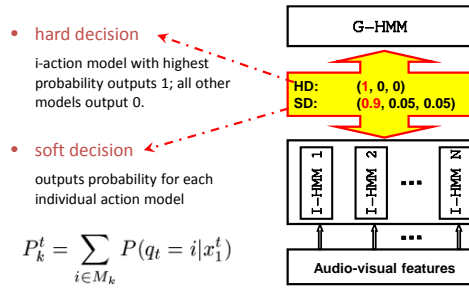 • hard decision
i-action model with highest
probability outputs 1; all other
models output 0.
• soft decision
outputs probability for each
individual action model
P_k^t = \sum_{i \in M_k} P(q_t = i|x_1^t)
G-HMM
HD: (1, 0, 0)
SD: (0.9, 0.05, 0.05)
I-HMM 1
I-HMM 2
...
I-HMM N
...
Audio-visual features